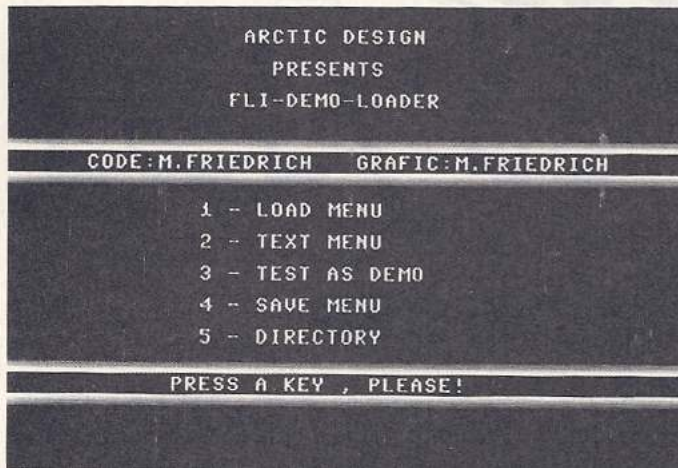 ARCTIC DESIGN
PRESENTS
FLI-DEMO-LOADER
CODE:M.FRIEDRICH GRAFIC:M.FRIEDRICH
1 - LOAD MENU
2 - TEXT MENU
3 - TEST AS DEMO
4 - SAVE MENU
5 - DIRECTORY
PRESS A KEY , PLEASE!